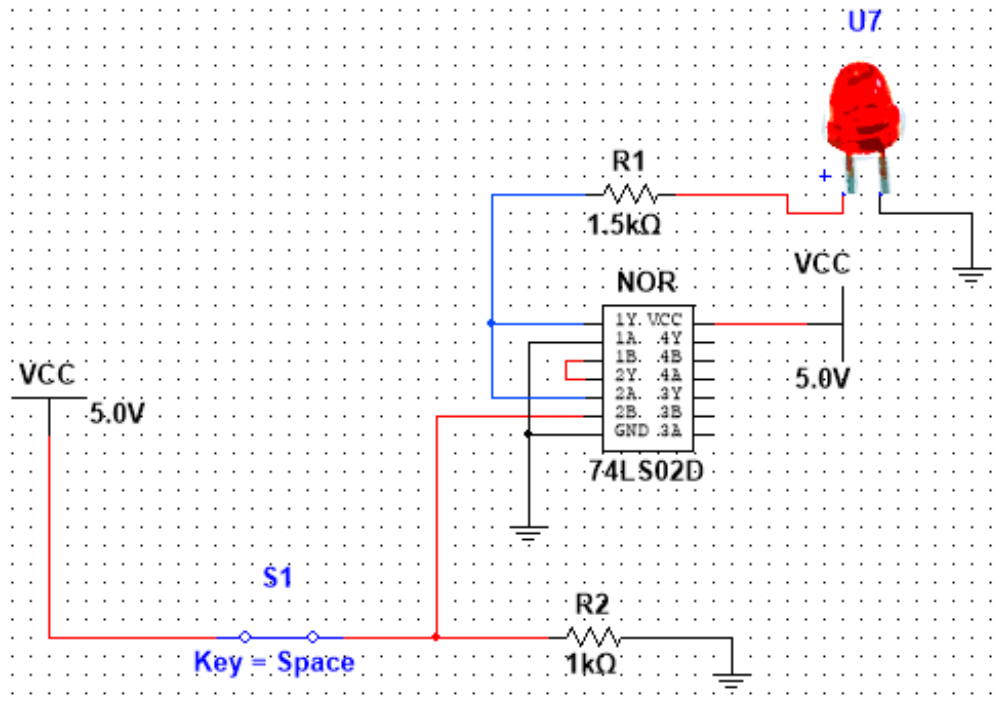 U7
+
R1
1.5kΩ
VCC
NOR
1Y. VCC
1A. .4Y
1B. .4B
2Y. .4A
2A. .3Y
2B. .3B
GND .3A
5.0V
74LS02D
VCC
5.0V
S1
Key = Space
R2
1kΩ